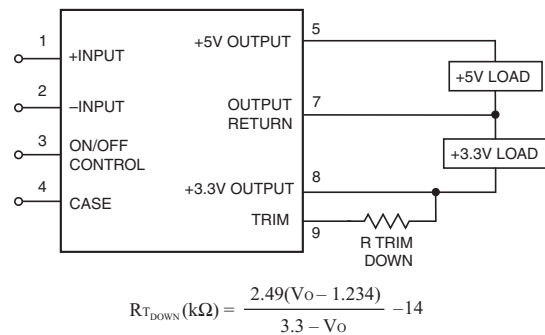 1 +INPUT
2 –INPUT
3 ON/OFF
CONTROL
4 CASE
+5V OUTPUT 5
OUTPUT 7
RETURN
+3.3V OUTPUT 8
TRIM 9
+5V LOAD
+3.3V LOAD
R TRIM
DOWN
RT_DOWN (kΩ) = 2.49(VO – 1.234) / 3.3 – VO –14